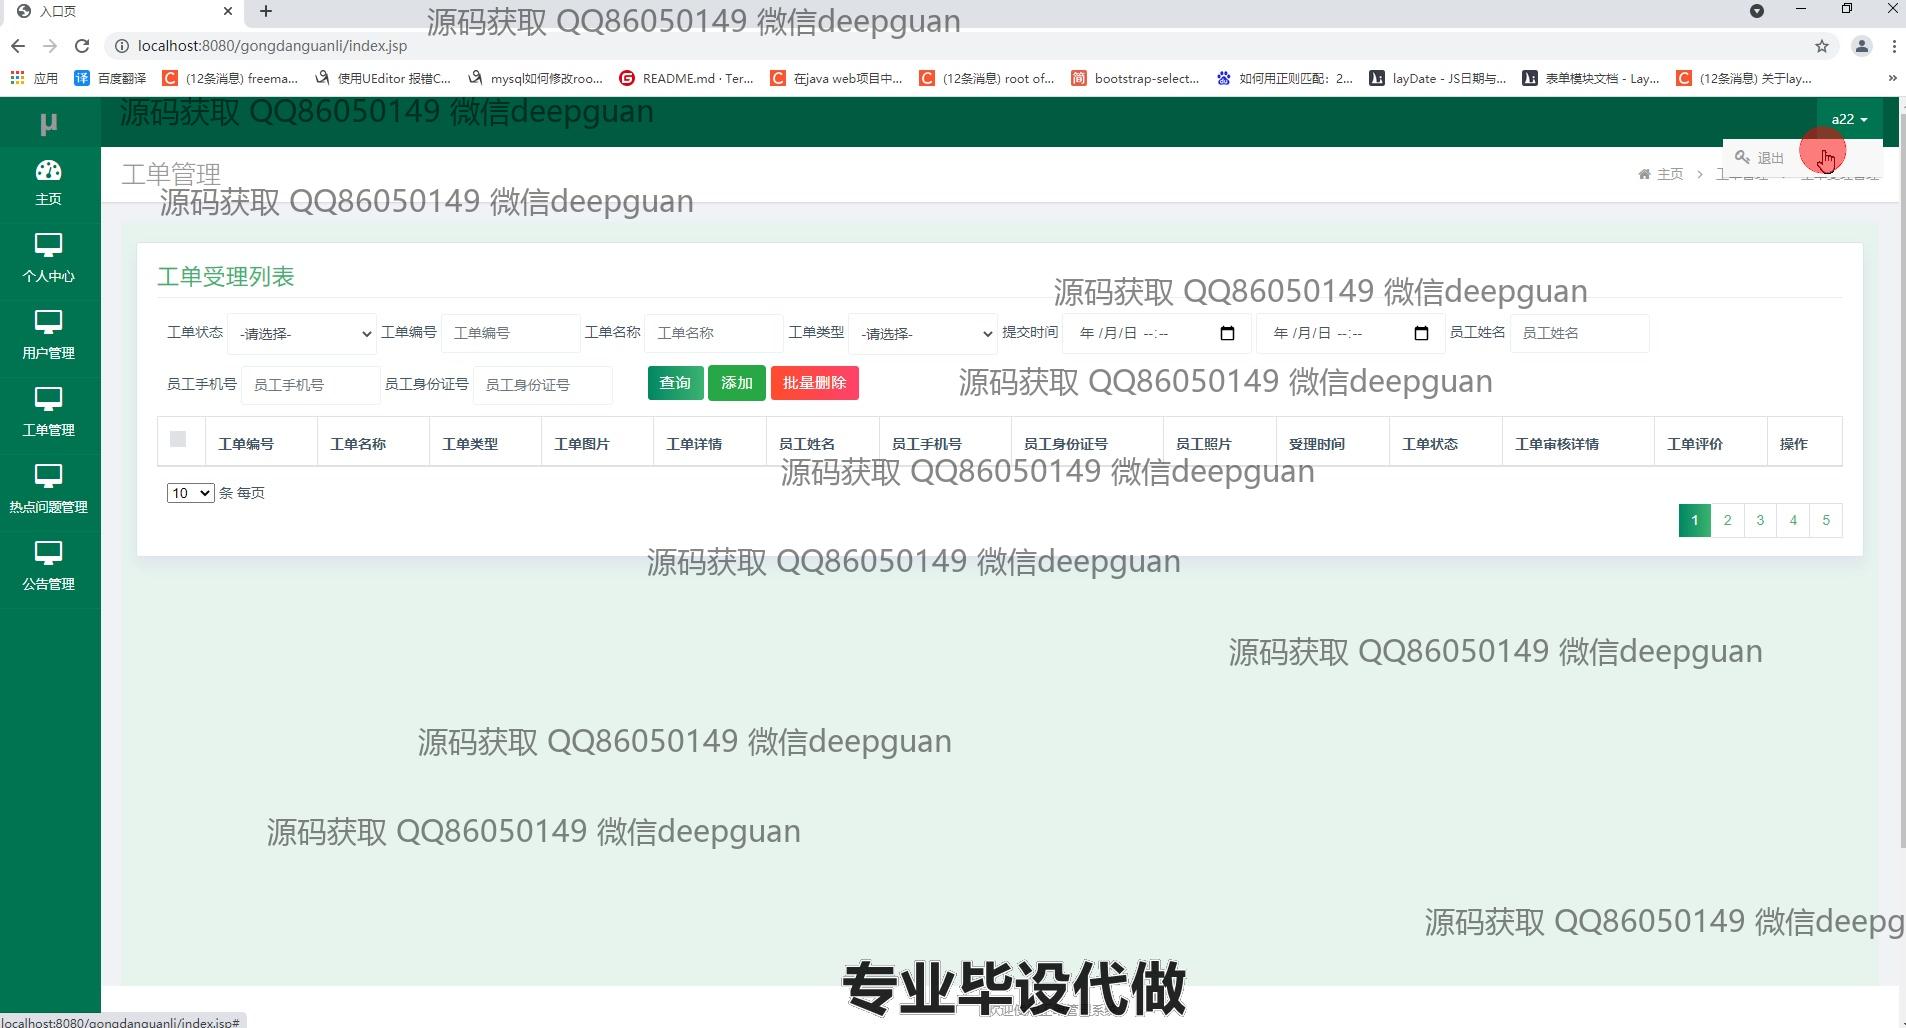 入口页
源码获取 QQ86050149 微信deepguan
localhost:8080/gongdanguanli/index.jsp
应用 百度翻译 (12条消息) freema... 使用UEditor 报错C... mysql如何修改roo... README.md · Ter... 在java web项目中... (12条消息) root of... bootstrap-select... 如何用正则匹配：2... layDate - JS日期与... 表单模块文档 - Lay... (12条消息) 关于lay... »
μ
源码获取 QQ86050149 微信deepguan
a22
退出
主页
工单管理
主页 >
源码获取 QQ86050149 微信deepguan
个人中心
用户管理
工单管理
热点问题管理
公告管理
工单受理列表
源码获取 QQ86050149 微信deepguan
工单状态 -请选择- 工单编号 工单编号 工单名称 工单名称 工单类型 -请选择- 提交时间 年 /月/日 --:-- 年 /月/日 --:-- 员工姓名 员工姓名
员工手机号 员工手机号 员工身份证号 员工身份证号 查询 添加 批量删除
源码获取 QQ86050149 微信deepguan
工单编号 工单名称 工单类型 工单图片 工单详情 员工姓名 员工手机号 员工身份证号 员工照片 受理时间 工单状态 工单审核详情 工单评价 操作
源码获取 QQ86050149 微信deepguan
10 条 每页
1 2 3 4 5
源码获取 QQ86050149 微信deepguan
源码获取 QQ86050149 微信deepguan
源码获取 QQ86050149 微信deepguan
源码获取 QQ86050149 微信deepguan
源码获取 QQ86050149 微信deepg
专业毕设代做
localhost:8080/gongdanguanli/index.jsp#